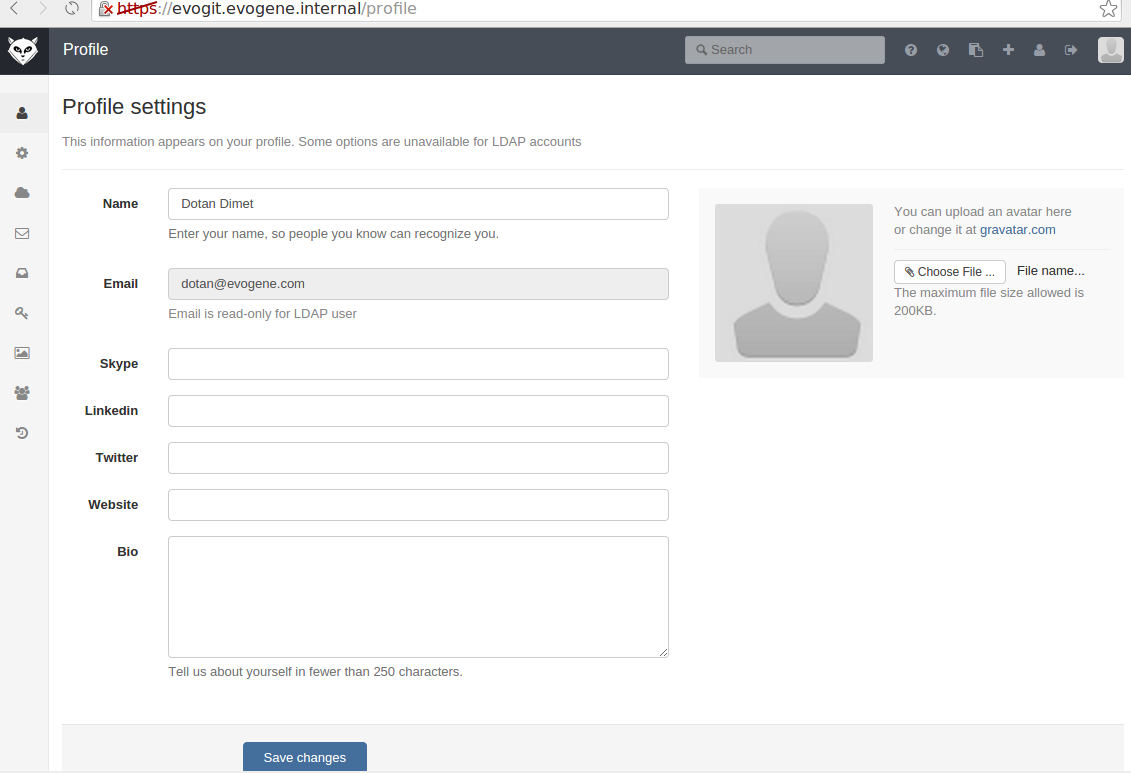 https://evogit.evogene.internal/profile
Profile
Search
Profile settings
This information appears on your profile. Some options are unavailable for LDAP accounts
Name
Dotan Dimet
Enter your name, so people you know can recognize you.
Email
dotan@evogene.com
Email is read-only for LDAP user
Skype
Linkedin
Twitter
Website
Bio
Tell us about yourself in fewer than 250 characters.
You can upload an avatar here
or change it at gravatar.com
Choose File ...
File name...
The maximum file size allowed is
200KB.
Save changes